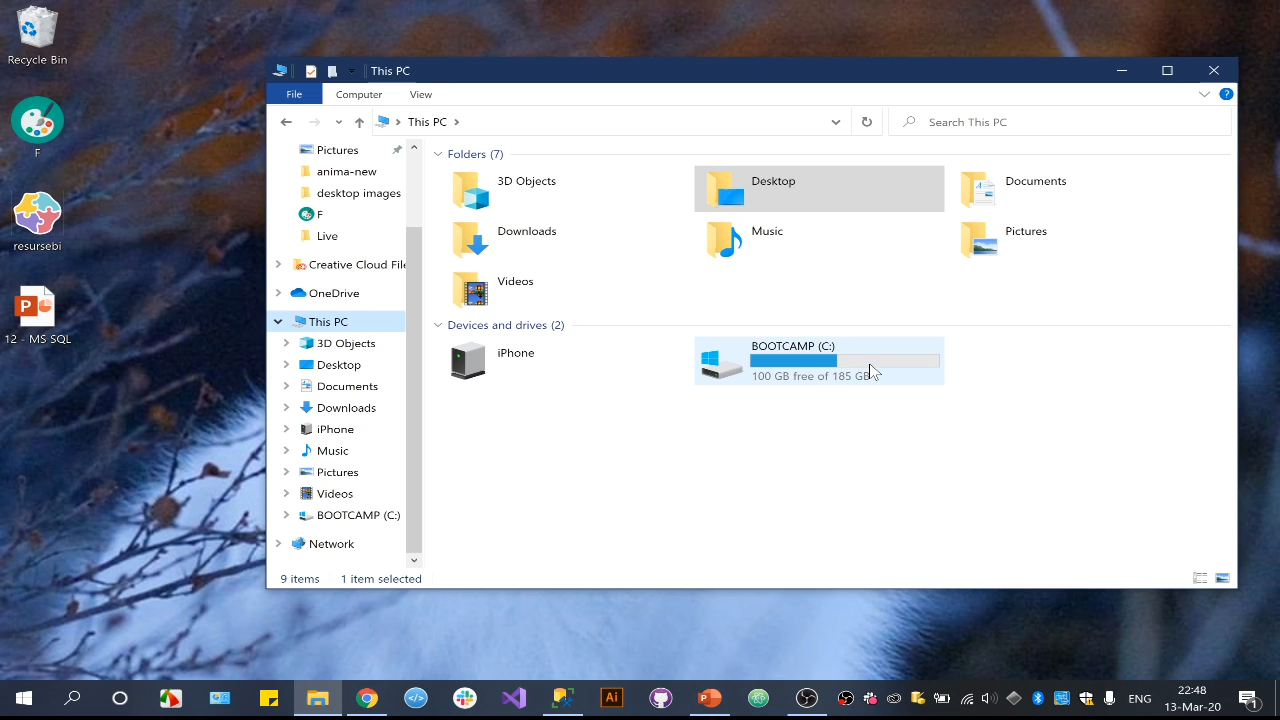 Recycle Bin
F
resursebi
12 - MS SQL
This PC
File
Computer
View
This PC
Search This PC
Pictures
anima-new
desktop images
F
Live
Creative Cloud File
OneDrive
This PC
3D Objects
Desktop
Documents
Downloads
iPhone
Music
Pictures
Videos
BOOTCAMP (C:)
Network
Folders (7)
3D Objects
Desktop
Documents
Downloads
Music
Pictures
Videos
Devices and drives (2)
iPhone
BOOTCAMP (C:)
100 GB free of 185 GB
9 items
1 item selected
Ai
ENG
22:48
13-Mar-20
1